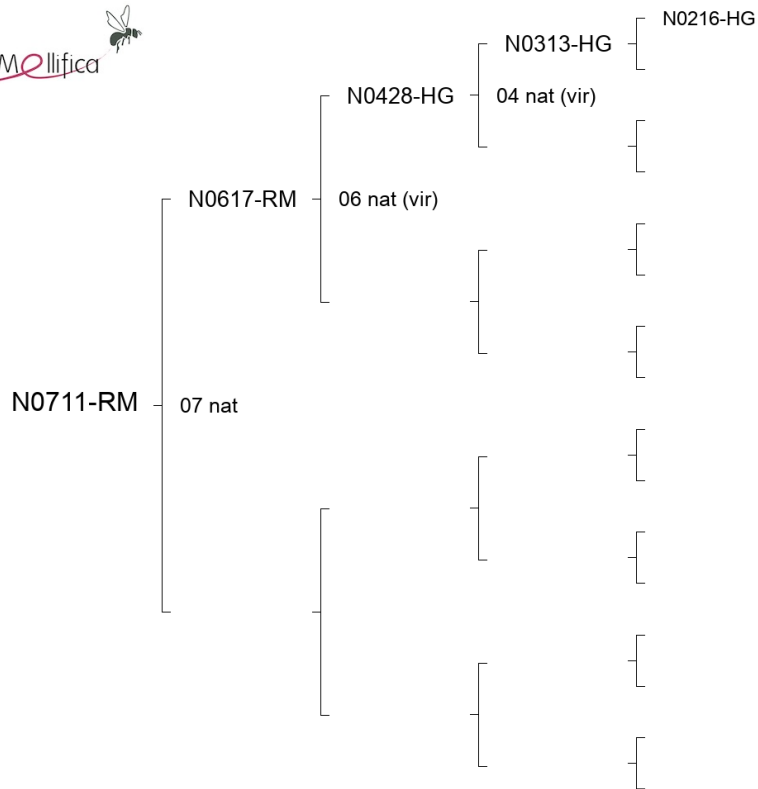 Mellifica
N0216-HG
N0313-HG
N0428-HG
04 nat (vir)
N0617-RM
06 nat (vir)
N0711-RM
07 nat